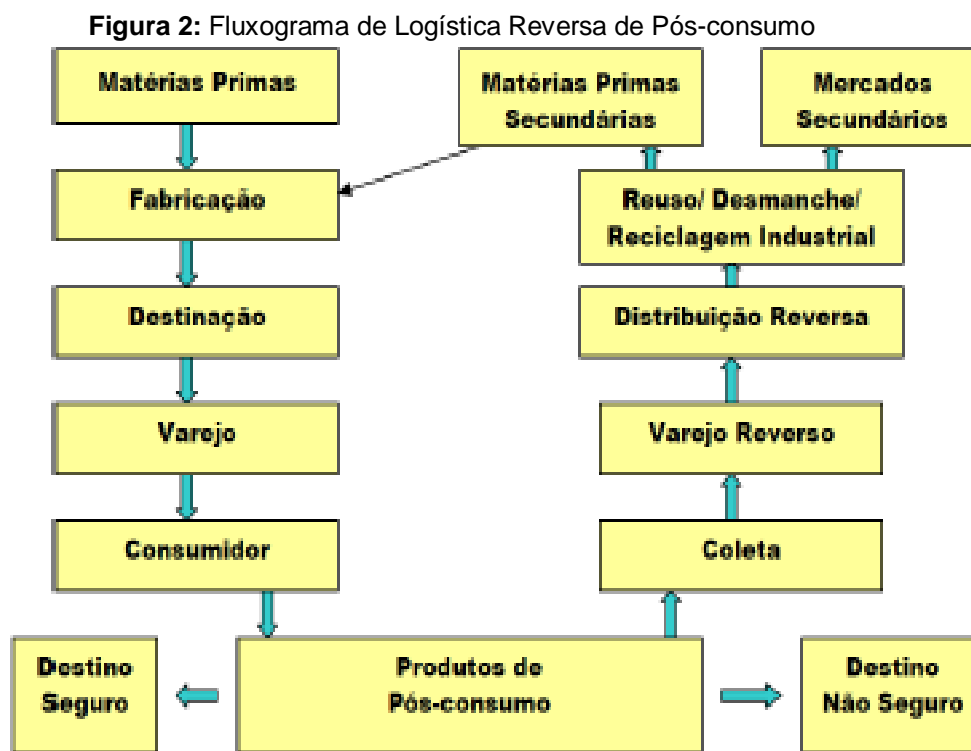 Figura 2: Fluxograma de Logística Reversa de Pós-consumo
Matérias Primas
Fabricação
Destinação
Varejo
Consumidor
Matérias Primas
Secundárias
Mercados
Secundários
Reuso/ Desmanche/
Reciclagem Industrial
Distribuição Reversa
Varejo Reverso
Coleta
Destino
Seguro
Produtos de
Pós-consumo
Destino
Não Seguro